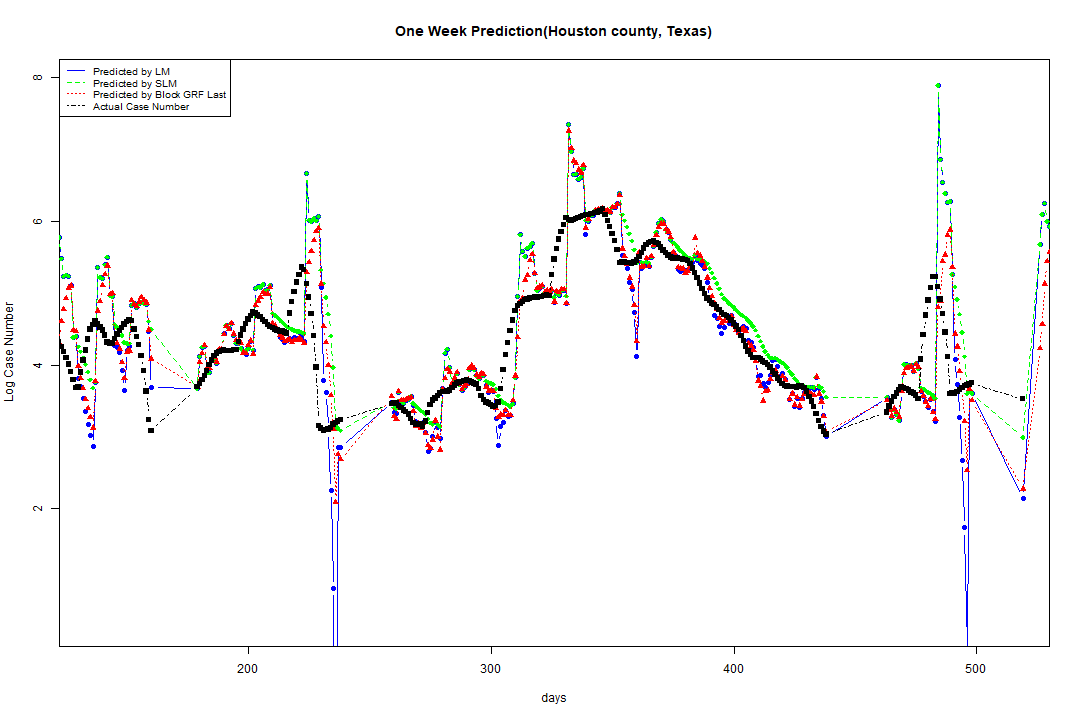 One Week Prediction(Houston county, Texas)
Predicted by LM
Predicted by SLM
Predicted by Block GRF Last
Actual Case Number
8
6
4
2
Log Case Number
200
300
400
500
days